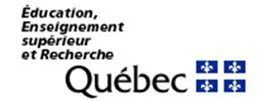 Éducation,
Enseignement
supérieur
et Recherche
Québec